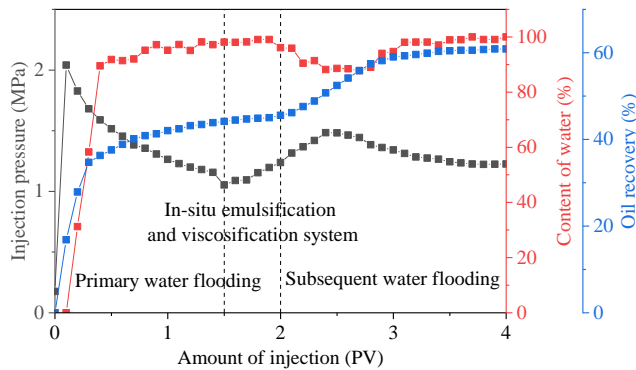 2
1
0
Injection pressure (MPa)
In-situ emulsification
and viscosification system
Primary water flooding
Subsequent water flooding
0 1 2 3 4
Amount of injection (PV)
100
80
60
40
20
0
Content of water (%)
60
40
20
0
Oil recovery (%)